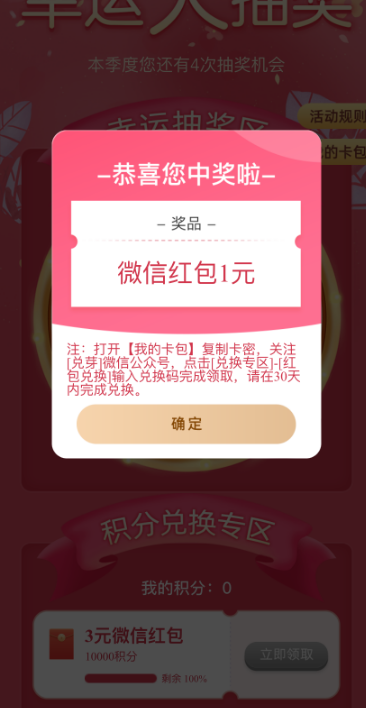 幸运大抽奖
本季度您还有4次抽奖机会
幸运抽奖区
活动规则
的卡包
–恭喜您中奖啦–
– 奖品 –
微信红包1元
注：打开【我的卡包】复制卡密，关注
[兑芽]微信公众号，点击[兑换专区]-[红
包兑换]输入兑换码完成领取，请在30天
内完成兑换。
确定
积分兑换专区
我的积分：0
3元微信红包
10000积分
剩余 100%
立即领取